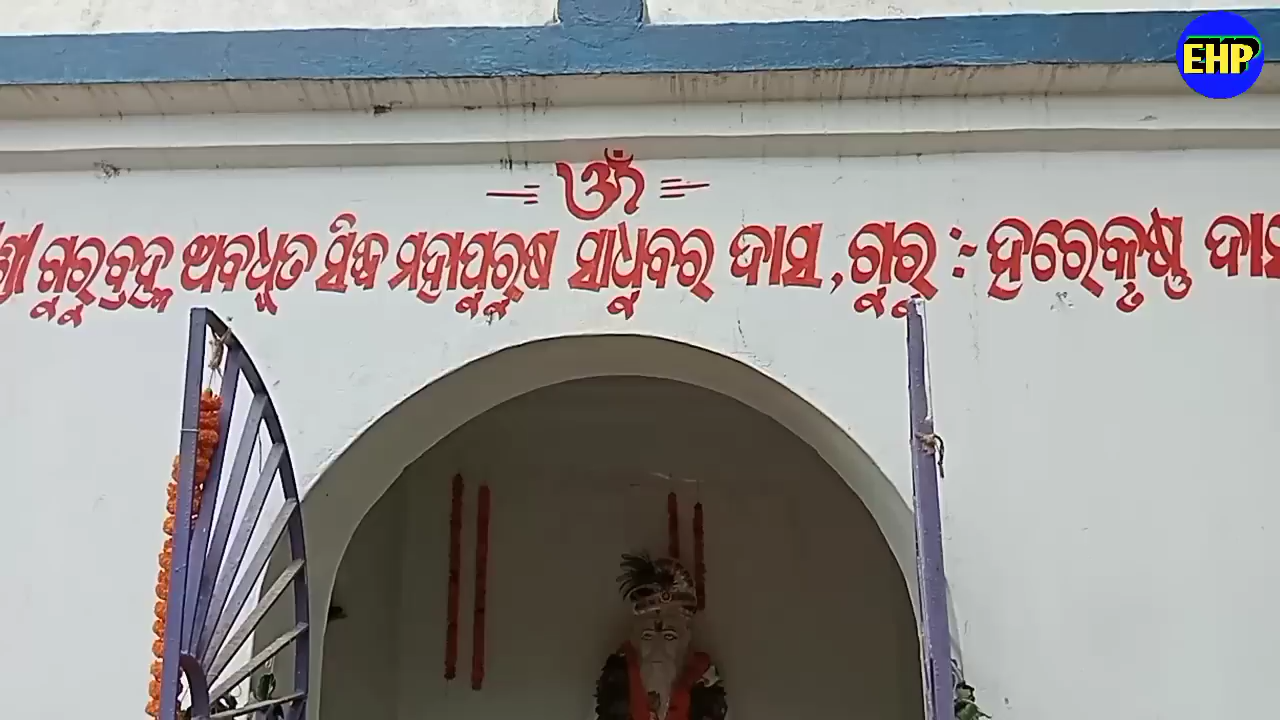 EHP
ଓଁ
ଶ୍ରୀ ଗୁରୁବ୍ରହ୍ମ ଅବଧୂତ ସିଦ୍ଧ ମହାପୁରୁଷ ସାଧୁବର ଦାସ , ଗୁରୁ :- ହରେକୃଷ୍ଣ ଦାସ